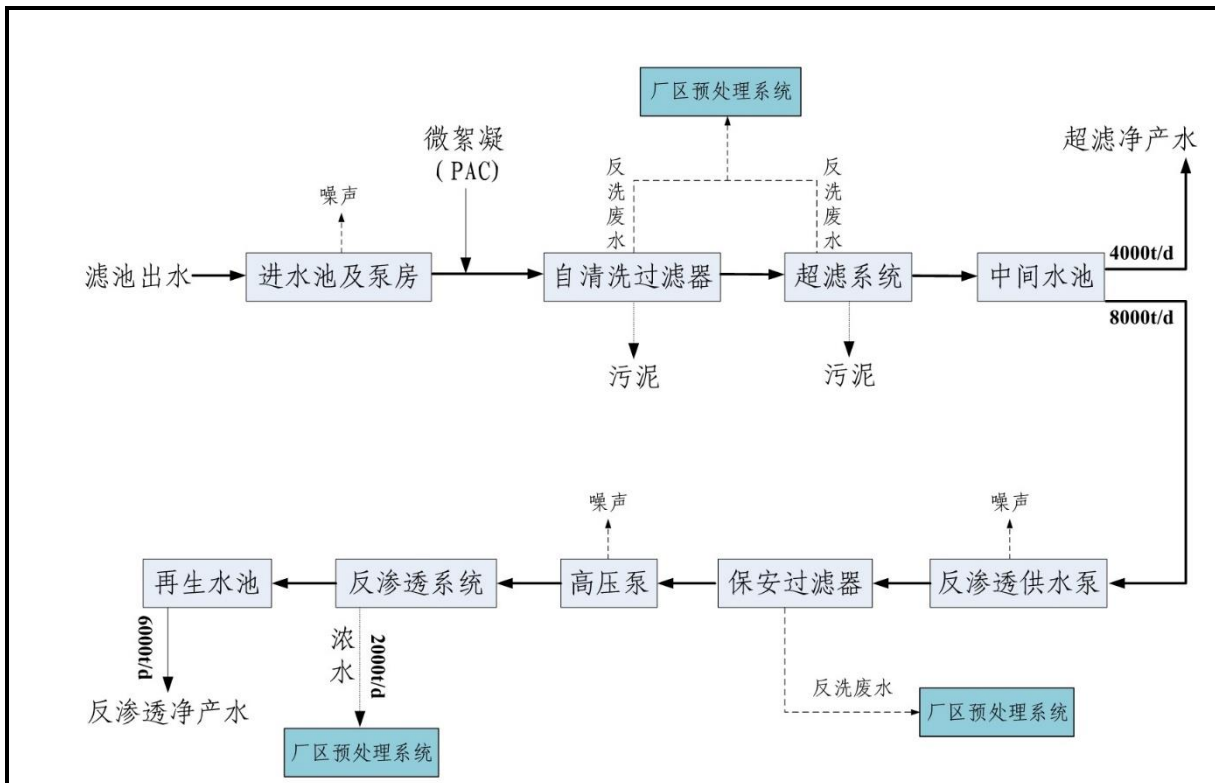 厂区预处理系统
微絮凝
(PAC)
超滤净产水
噪声
反洗废水
反洗废水
滤池出水
进水池及泵房
自清洗过滤器
超滤系统
中间水池
4000t/d
8000t/d
污泥
污泥
噪声
噪声
再生水池
反渗透系统
高压泵
保安过滤器
反渗透供水泵
6000t/d
浓水
2000t/d
反渗透净产水
反洗废水
厂区预处理系统
厂区预处理系统